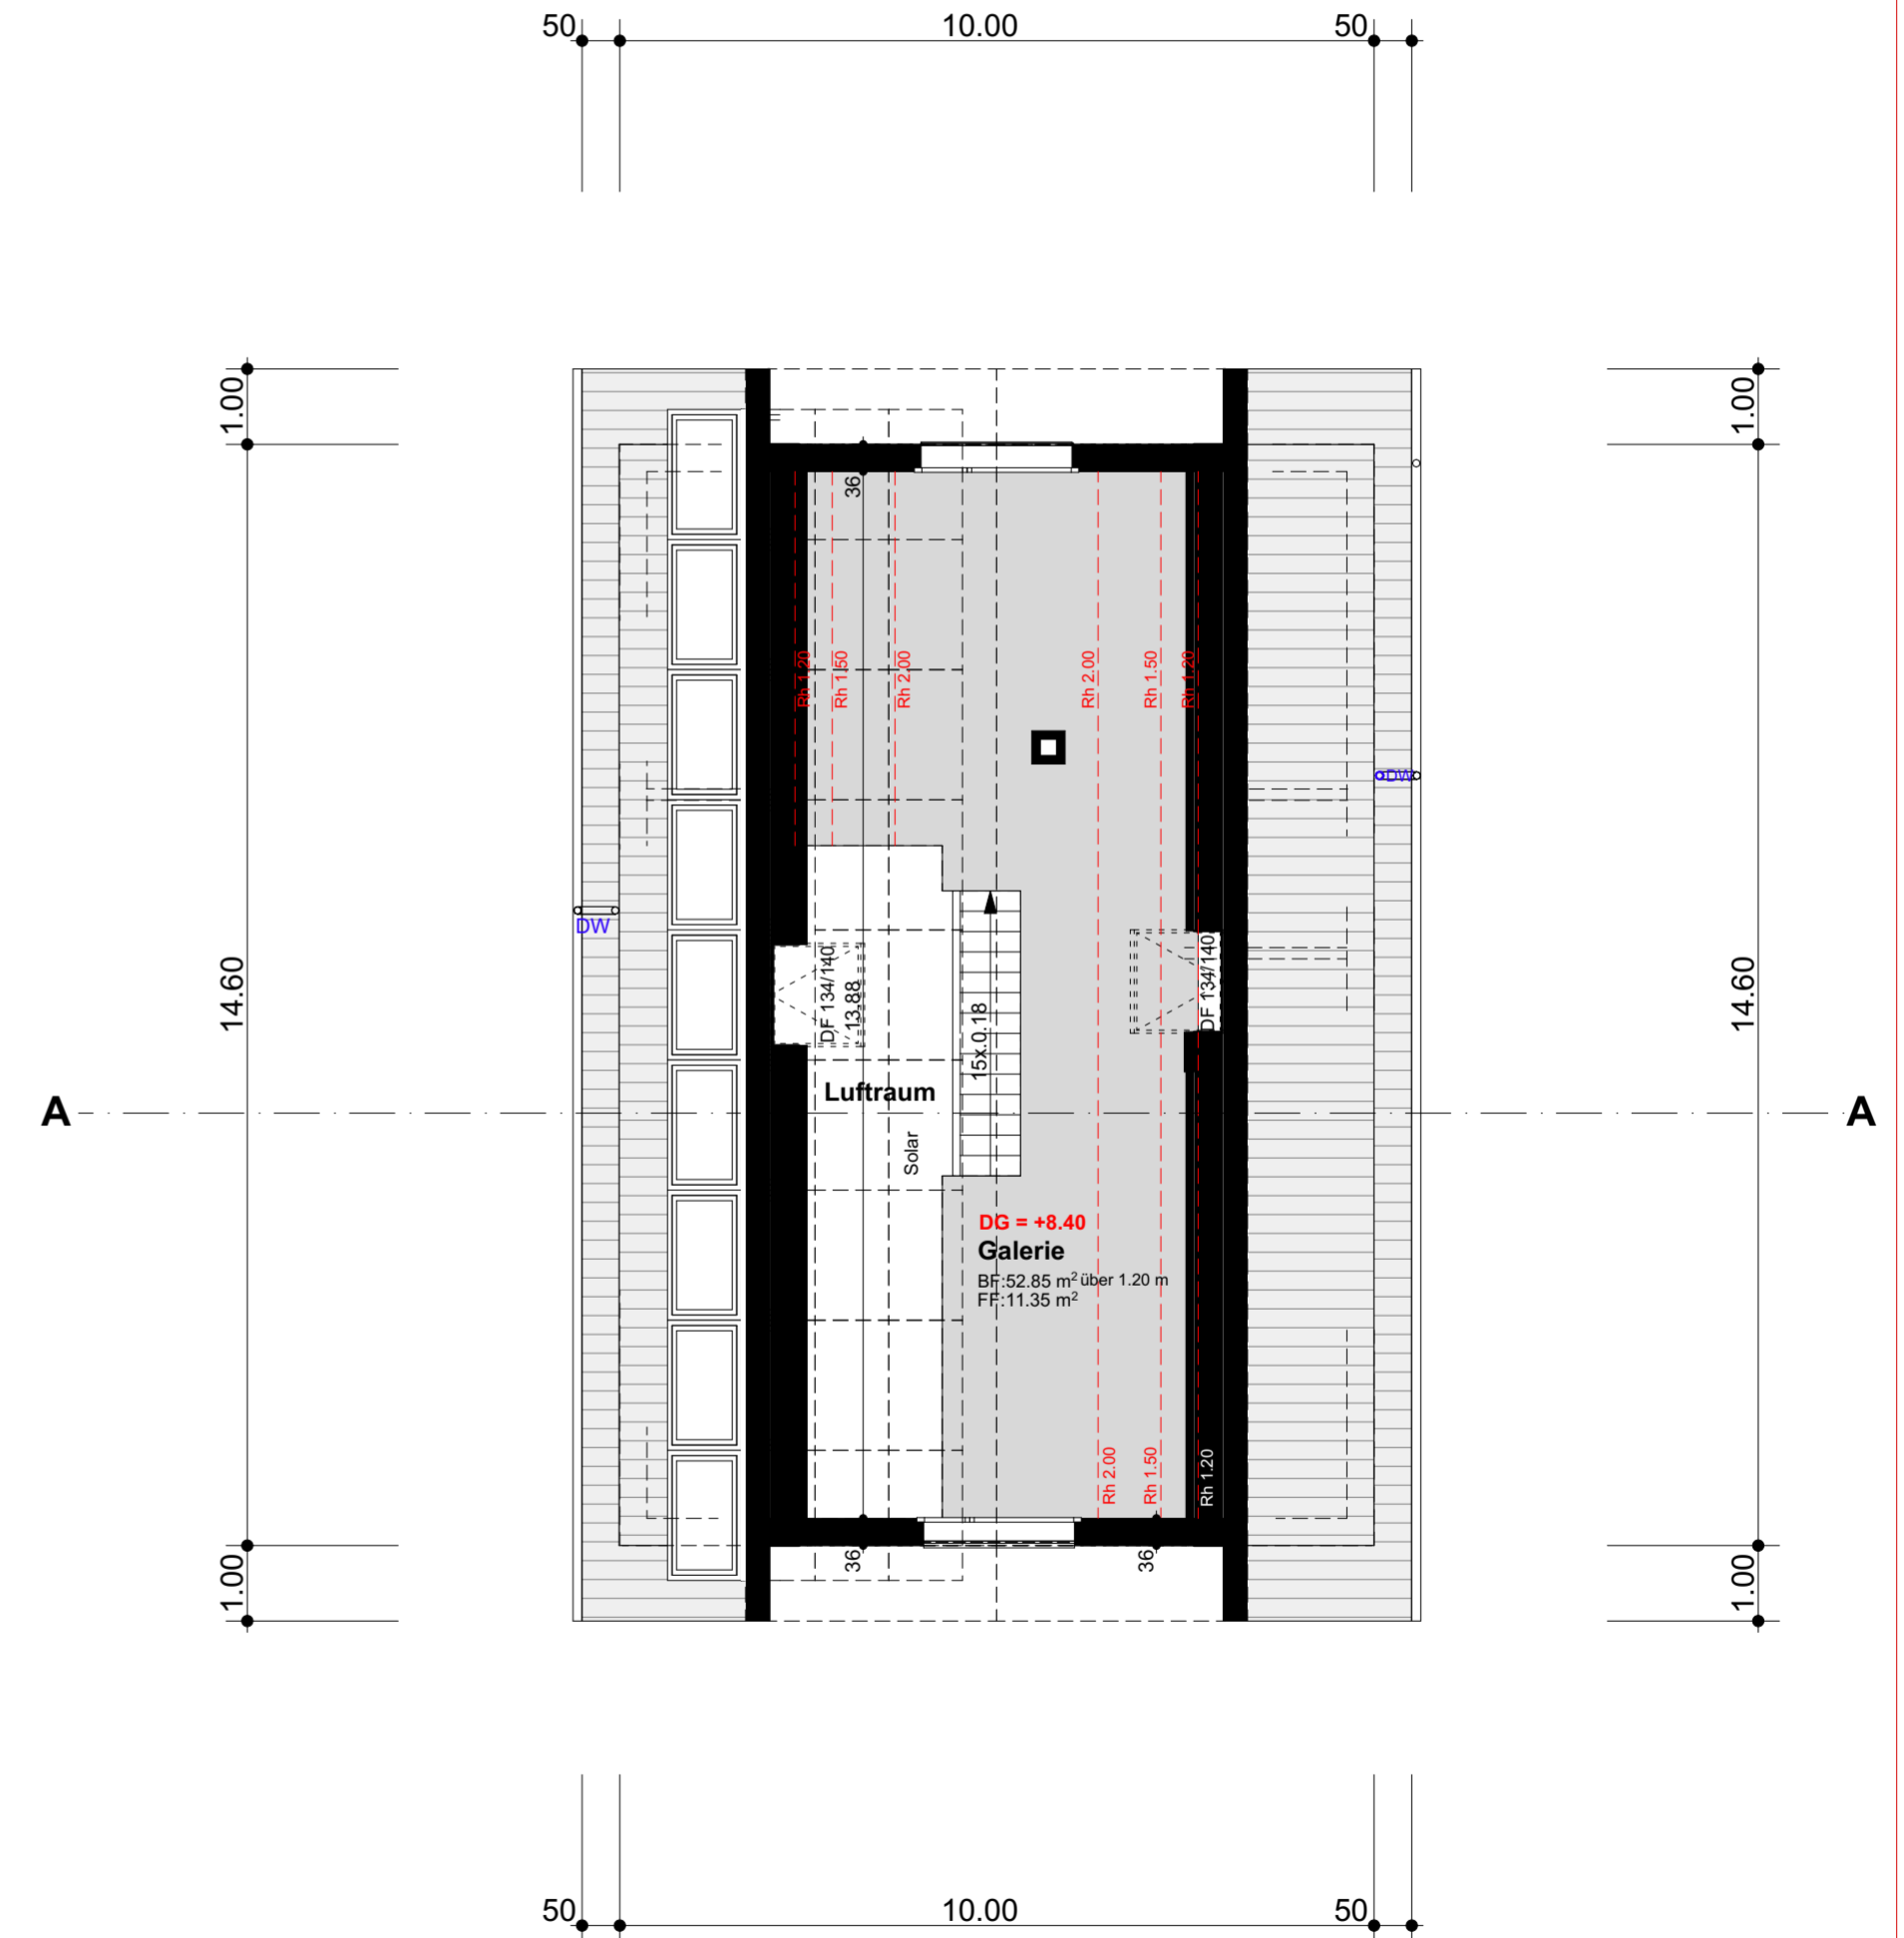 50 10.00 50
1.00
1.00
36
Rh 1.20
Rh 1.50
Rh 2.00
Rh 2.00
Rh 1.50
Rh 1.20
DW
DW
14.60
DF 134/140
13.88
15x.0.18
DF 134/140
14.60
Luftraum
A
A
Solar
DG = +8.40
Galerie
BF:52.85 m² über 1.20 m
FF:11.35 m²
Rh 2.00
Rh 1.50
Rh 1.20
36
36
1.00
1.00
50 10.00 50